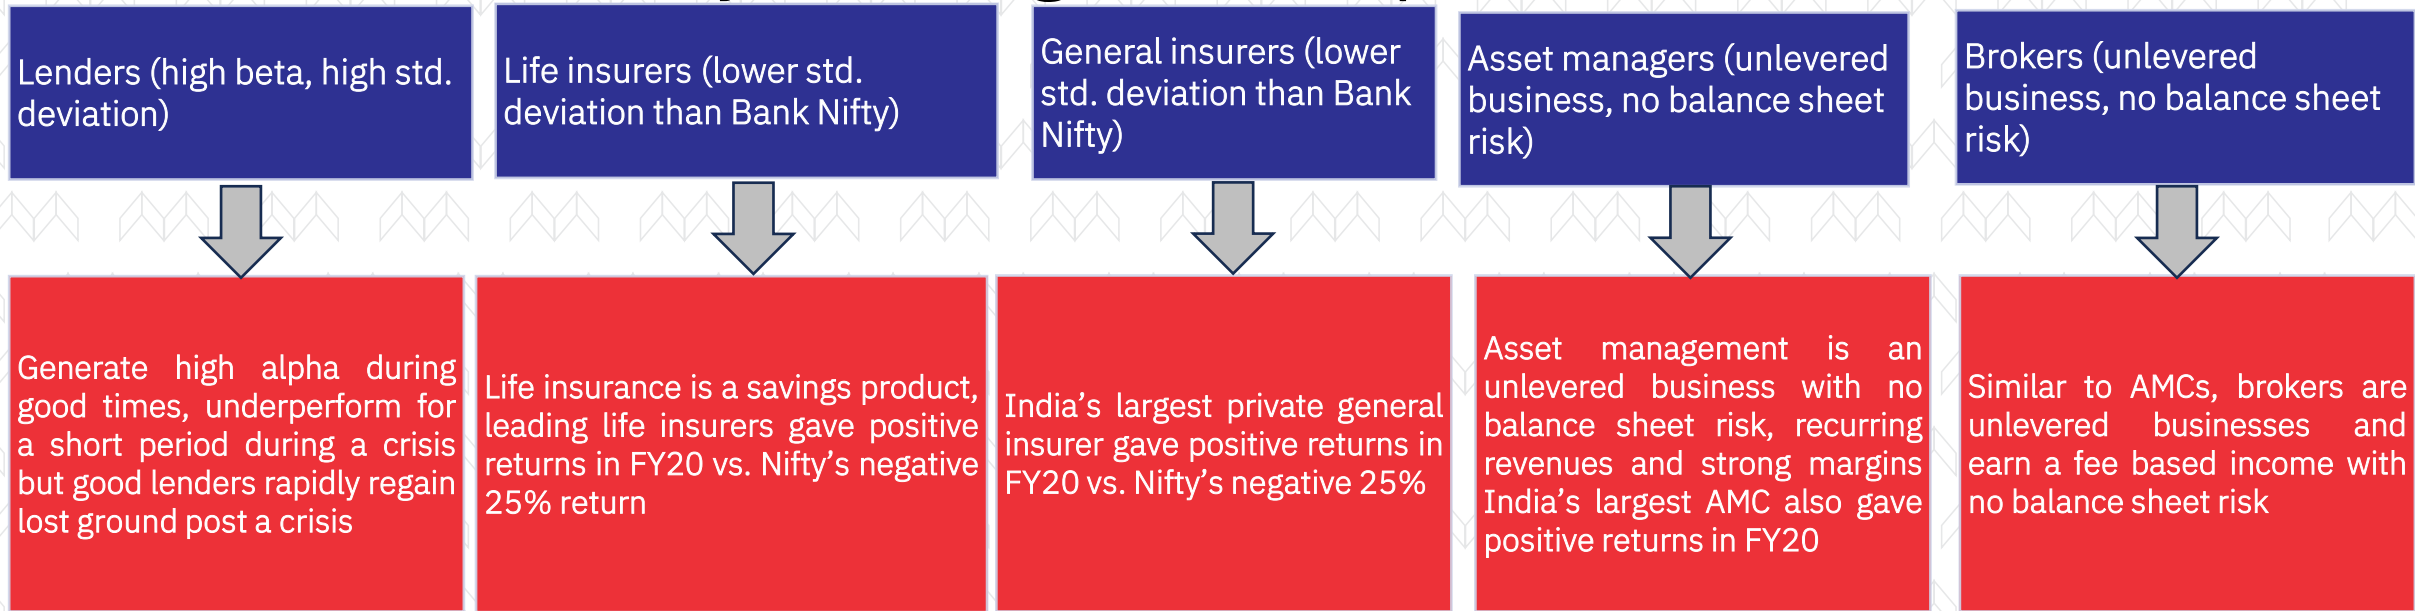 Lenders (high beta, high std.
deviation)
Life insurers (lower std.
deviation than Bank Nifty)
General insurers (lower
std. deviation than Bank
Nifty)
Asset managers (unlevered
business, no balance sheet
risk)
Brokers (unlevered
business, no balance sheet
risk)
Generate high alpha during
good times, underperform for
a short period during a crisis
but good lenders rapidly regain
lost ground post a crisis
Life insurance is a savings product,
leading life insurers gave positive
returns in FY20 vs. Nifty’s negative
25% return
India’s largest private general
insurer gave positive returns in
FY20 vs. Nifty’s negative 25%
Asset management is an
unlevered business with no
balance sheet risk, recurring
revenues and strong margins
India’s largest AMC also gave
positive returns in FY20
Similar to AMCs, brokers are
unlevered businesses and
earn a fee based income with
no balance sheet risk